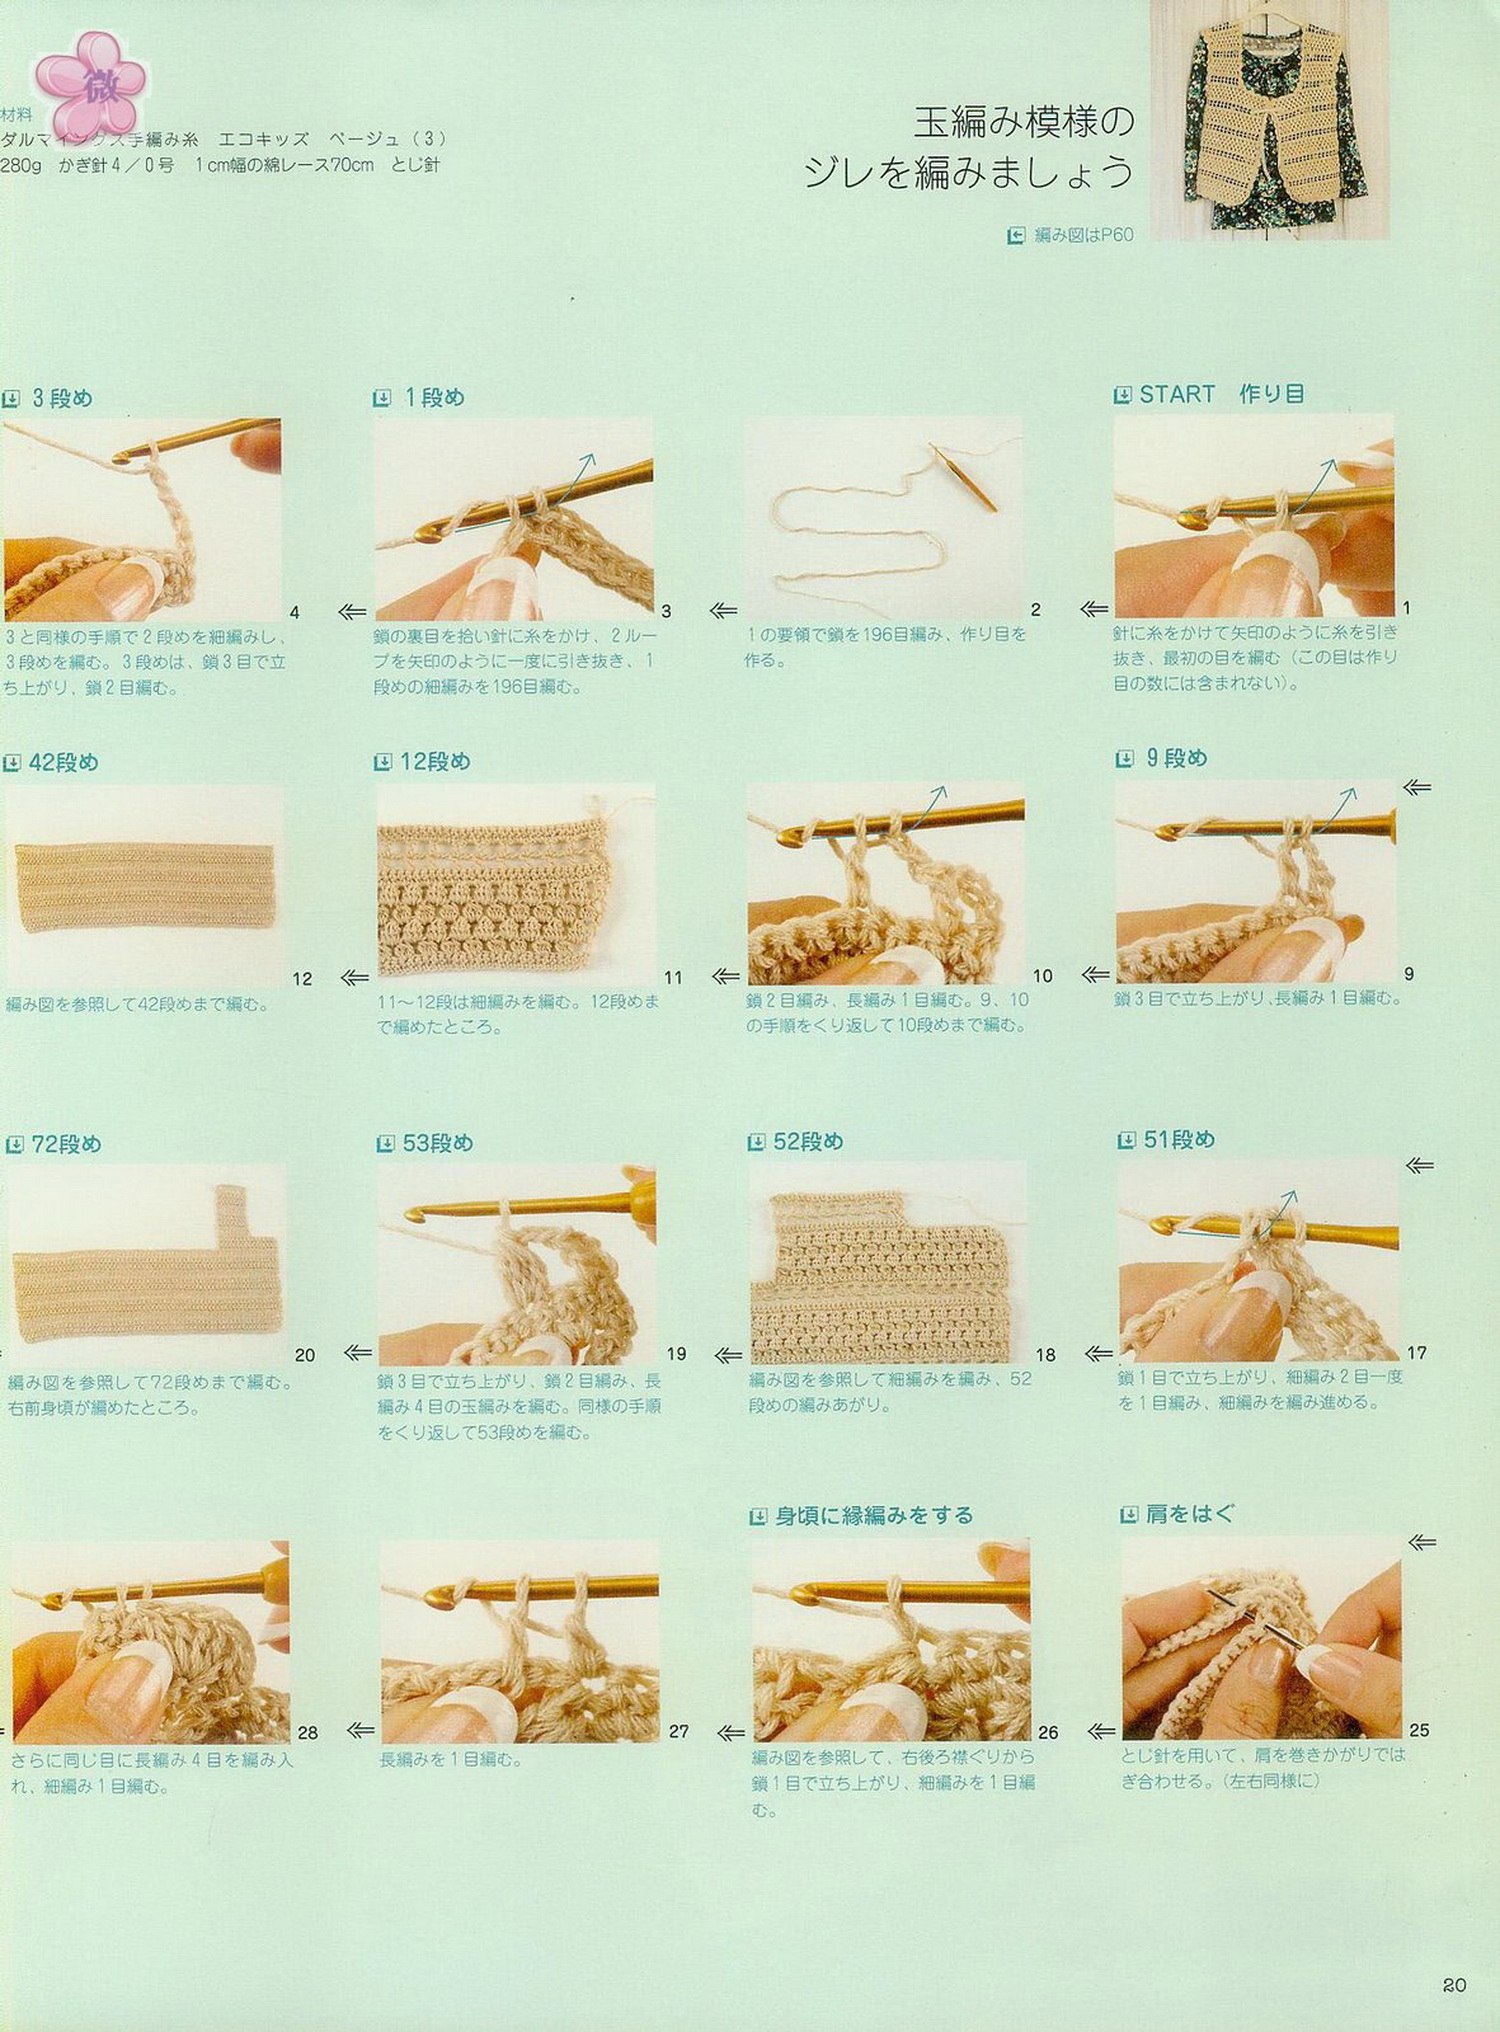 微
玉編み模様の
ジレを編みましょう
編み図はP60
材料
ダルマ 手編み糸　エコキッズ　ベージュ（3）
280g　かぎ針4／0号　1cm幅の綿レース70cm　とじ針
START　作り目
1
針に糸をかけて矢印のように糸を引き
抜き、最初の目を編む（この目は作り
目の数には含まれない）。
2
1の要領で鎖を196目編み、作り目を
作る。
1段め
3
鎖の裏目を拾い針に糸をかけ、2ルー
プを矢印のように一度に引き抜き、1
段めの細編みを196目編む。
3段め
4
3と同様の手順で2段めを細編みし、
3段めを編む。3段めは、鎖3目で立
ち上がり、鎖2目編む。
9段め
9
鎖3目で立ち上がり、長編み1目編む。
10
鎖2目編み、長編み1目編む。9、10
の手順をくり返して10段めまで編む。
12段め
11
11～12段は細編みを編む。12段めま
で編めたところ。
42段め
12
編み図を参照して42段めまで編む。
51段め
17
鎖1目で立ち上がり、細編み2目一度
を1目編み、細編みを編み進める。
52段め
18
編み図を参照して細編みを編み、52
段めの編みあがり。
53段め
19
鎖3目で立ち上がり、鎖2目編み、長
編み4目の玉編みを編む。同様の手順
をくり返して53段めを編む。
72段め
20
編み図を参照して72段めまで編む。
右前身頃が編めたところ。
肩をはぐ
25
とじ針を用いて、肩を巻きかがりでは
ぎ合わせる。（左右同様に）
身頃に縁編みをする
26
編み図を参照して、右後ろ襟ぐりから
鎖1目で立ち上がり、細編みを1目編
む。
27
長編みを1目編む。
28
さらに同じ目に長編み4目を編み入
れ、細編み1目編む。
20